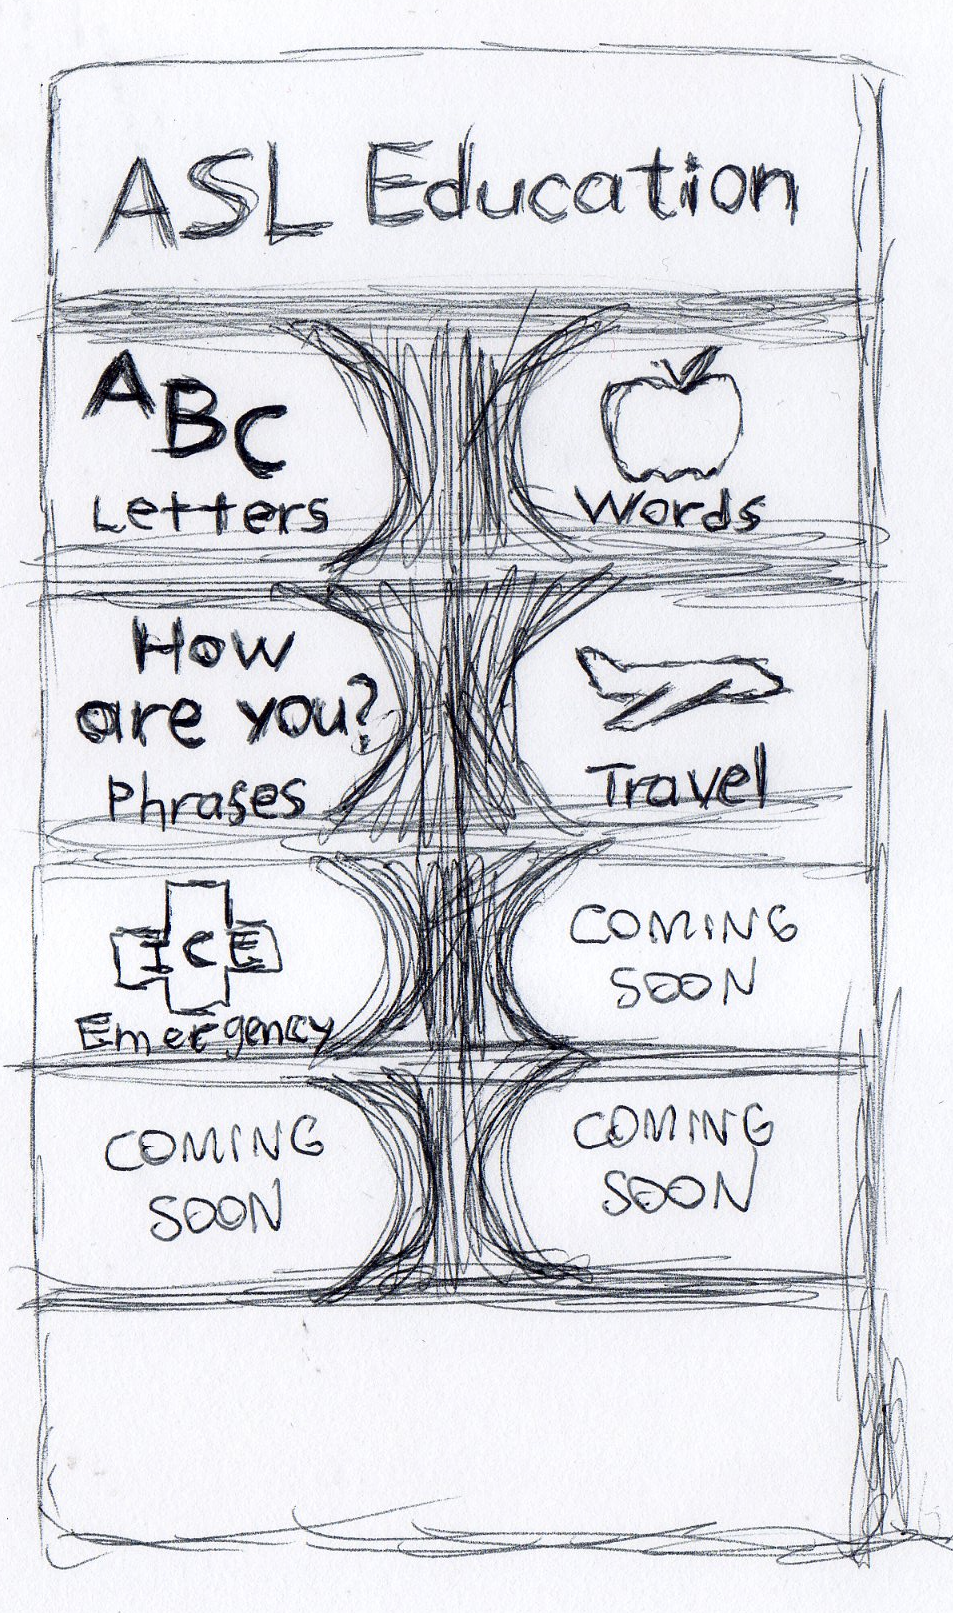 ASL Education
ABC
Letters
Words
How
are you?
Phrases
Travel
ICE
Emergency
COMING
SOON
COMING
SOON
COMING
SOON